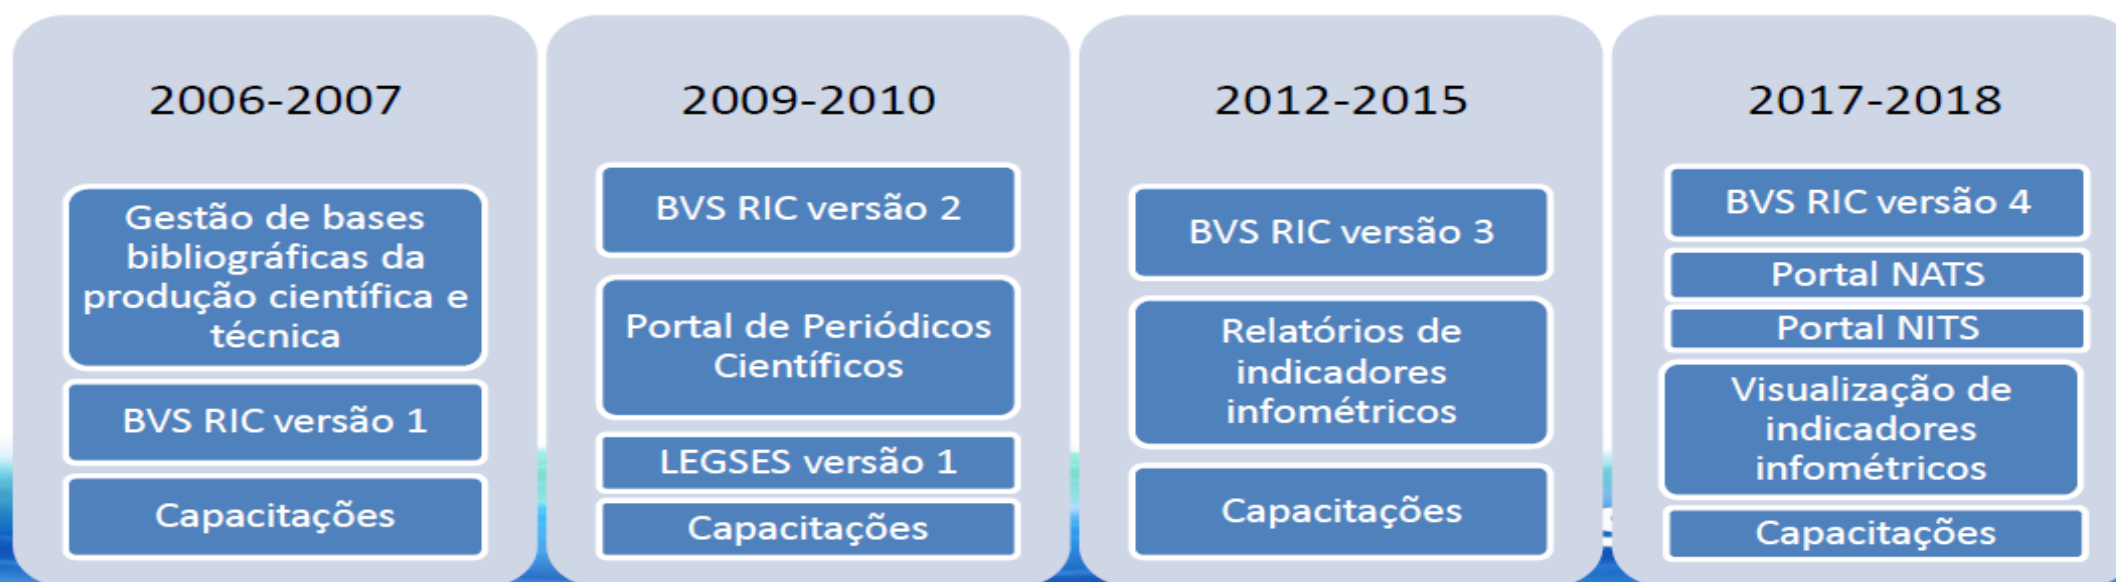 2006-2007
Gestão de bases
bibliográficas da
produção científica e
técnica
BVS RIC versão 1
Capacitações
2009-2010
BVS RIC versão 2
Portal de Periódicos
Científicos
LEGSES versão 1
Capacitações
2012-2015
BVS RIC versão 3
Relatórios de
indicadores
infométricos
Capacitações
2017-2018
BVS RIC versão 4
Portal NATS
Portal NITS
Visualização de
indicadores
infométricos
Capacitações